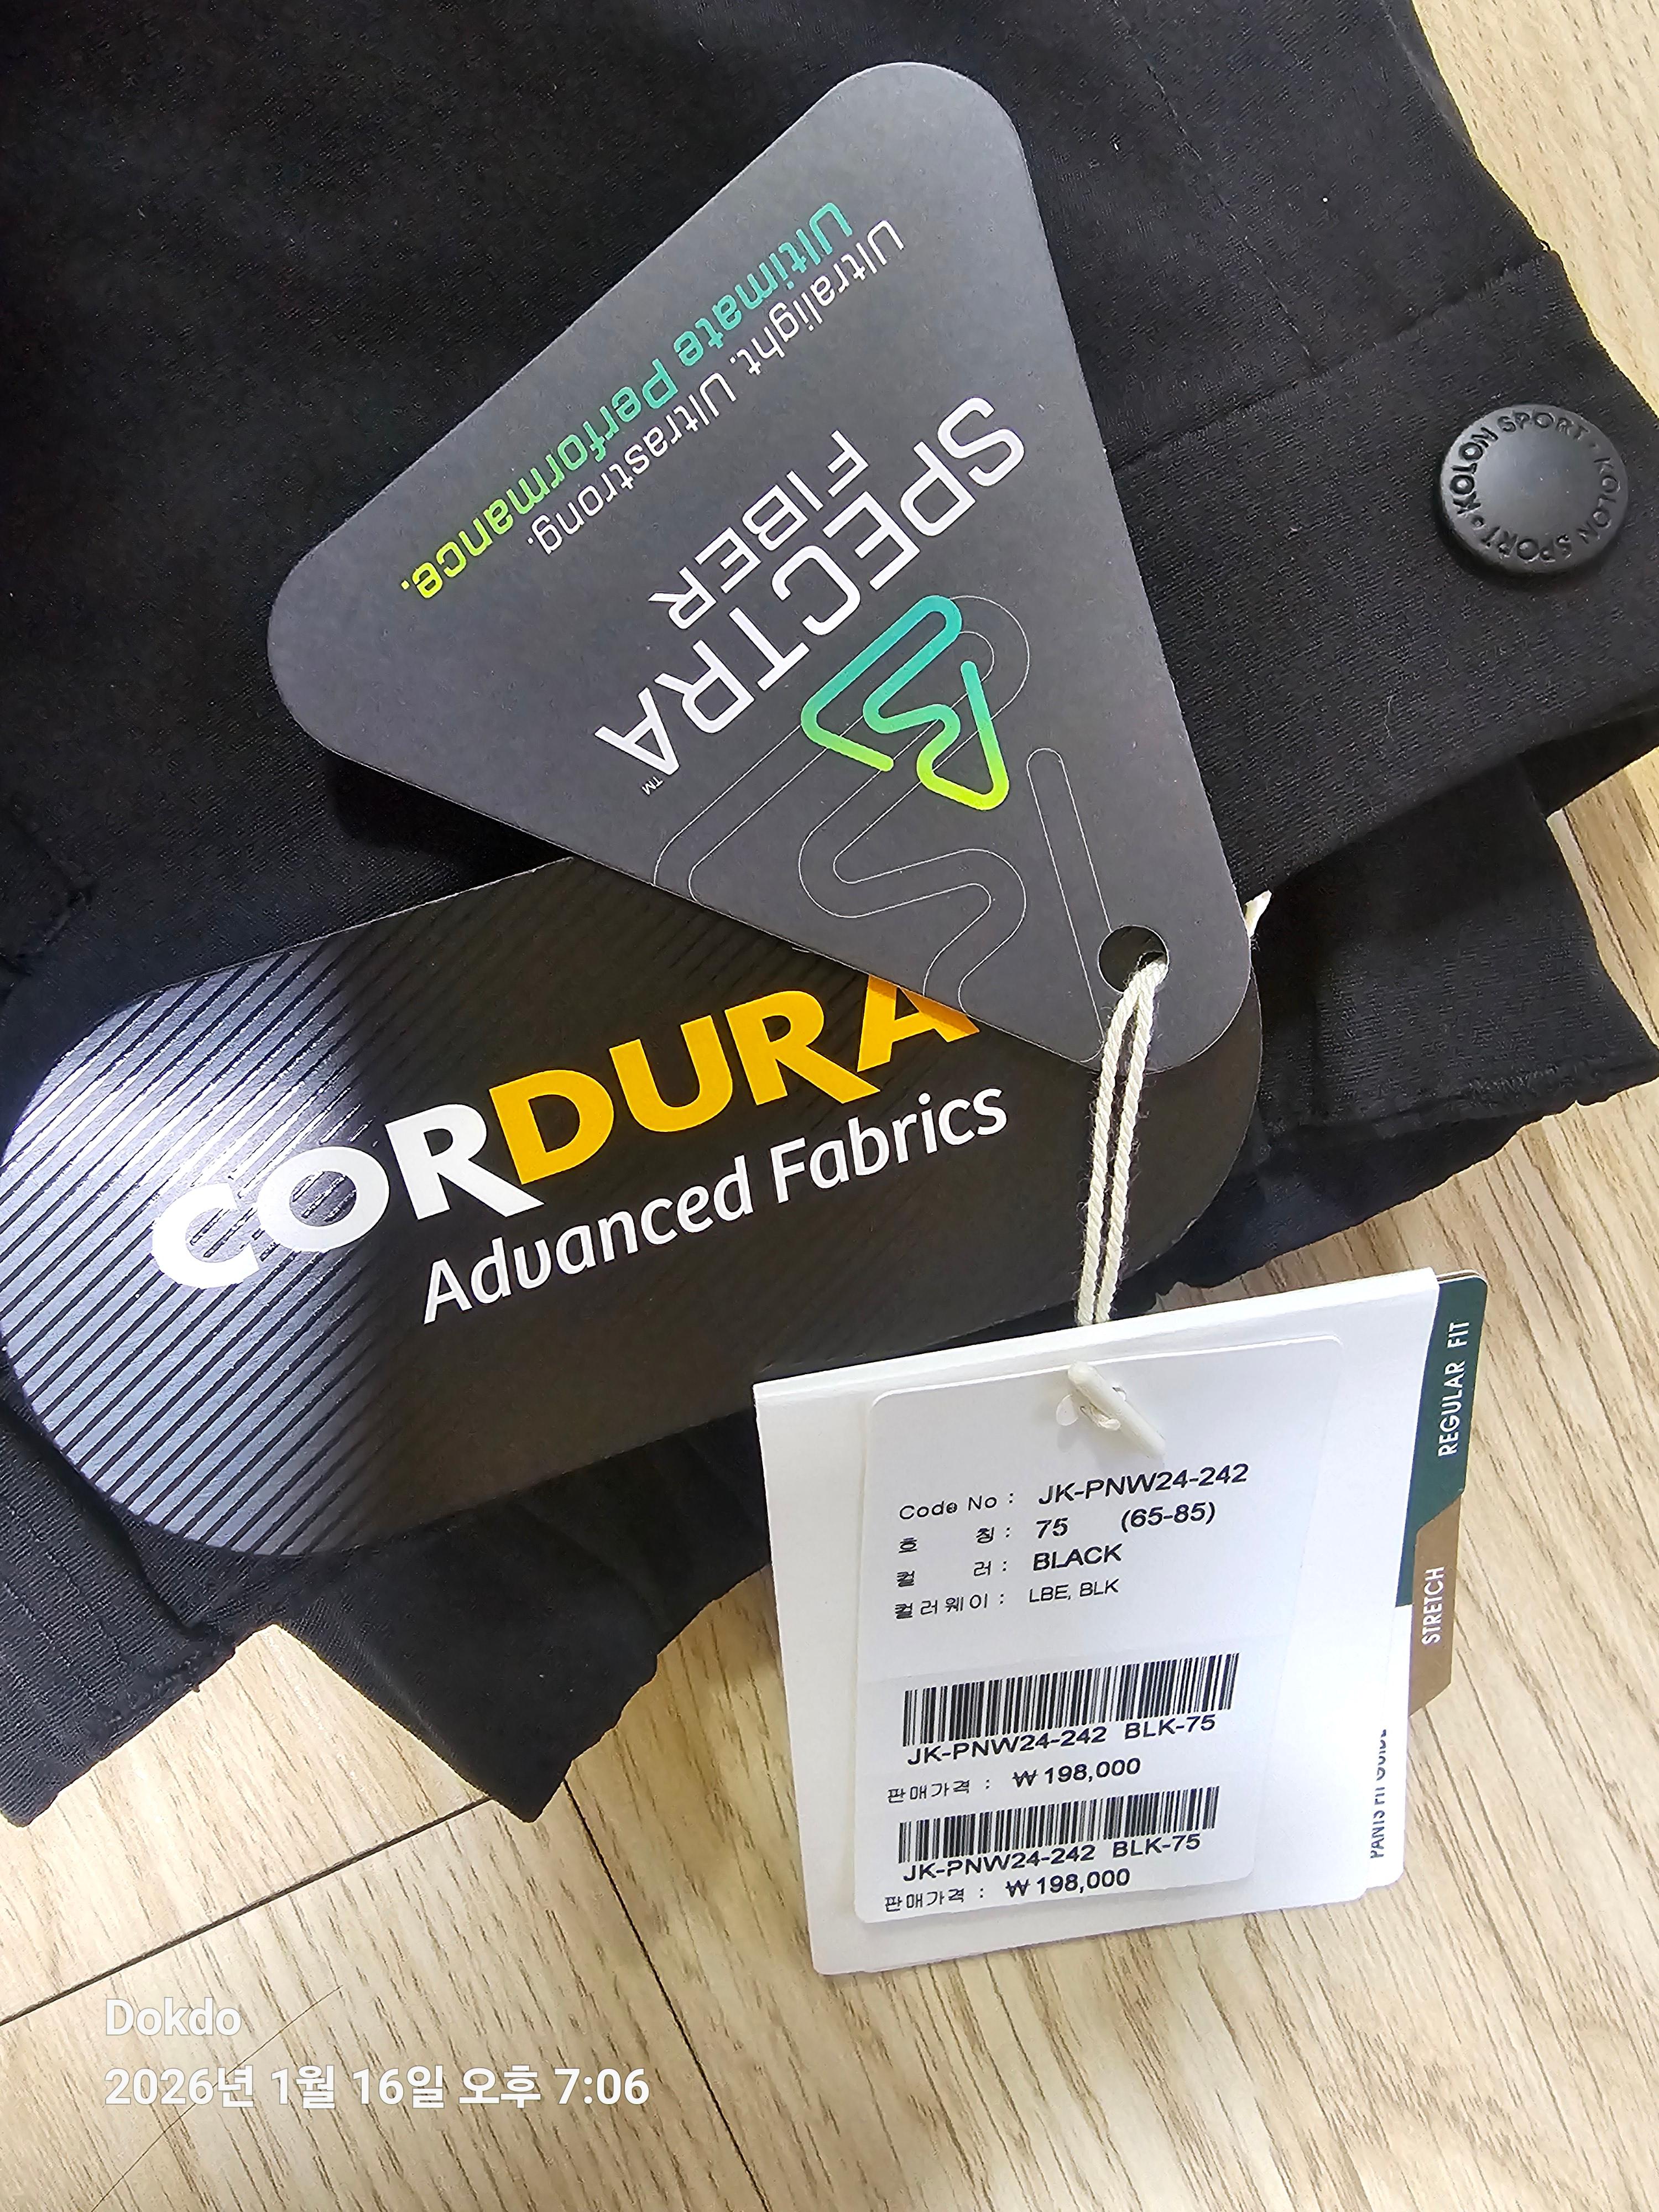 Ultralight. Ultrastrong.
Ultimate Performance.
SPECTRA™
FIBER
KOLON SPORT · KOLON SPORT ·
CORDURA
Advanced Fabrics
REGULAR FIT
STRETCH
PANTS FIT GUIDE
Code No : JK-PNW24-242
호 칭 : 75 (65-85)
컬 러 : BLACK
컬러웨이 : LBE, BLK
JK-PNW24-242 BLK-75
판매가격 : ₩198,000
JK-PNW24-242 BLK-75
판매가격 : ₩198,000
Dokdo
2026년 1월 16일 오후 7:06